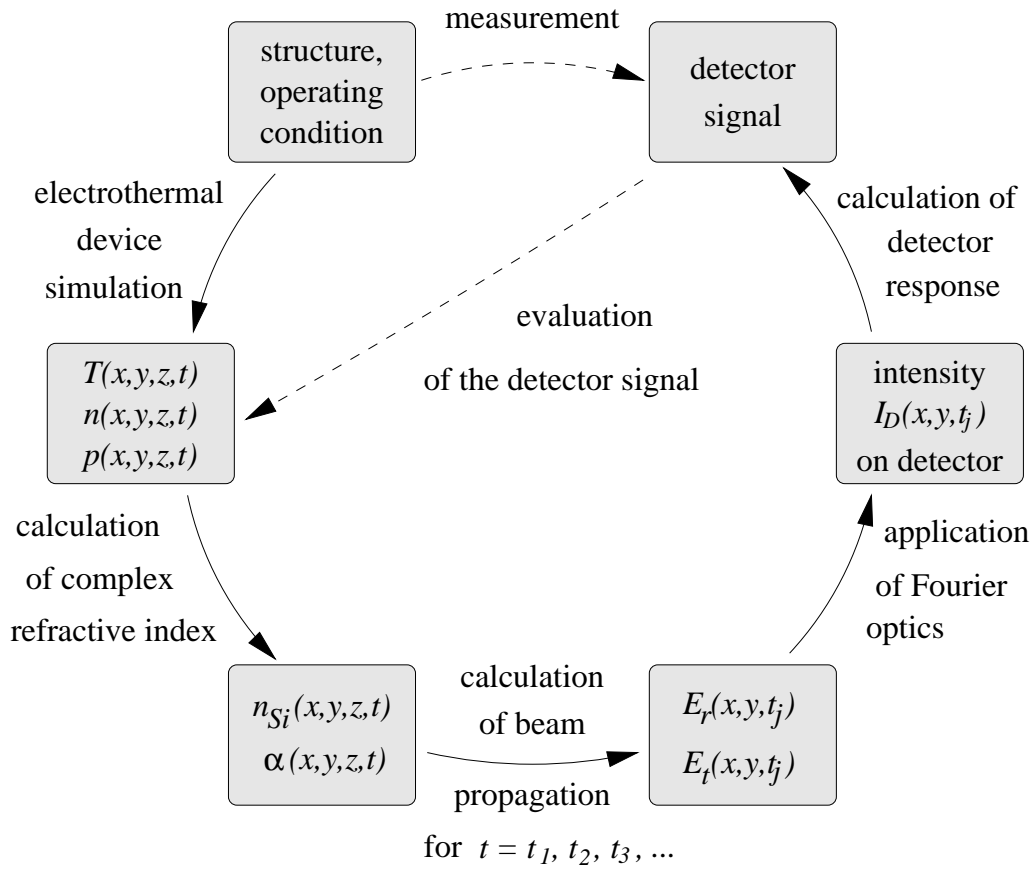 measurement
structure,
operating
condition
detector
signal
electrothermal
device
simulation
calculation of
detector
response
evaluation
of the detector signal
T(x,y,z,t)
n(x,y,z,t)
p(x,y,z,t)
intensity
I_D(x,y,t_j)
on detector
calculation
of complex
refractive index
application
of Fourier
optics
n_Si(x,y,z,t)
α(x,y,z,t)
calculation
of beam
propagation
for t = t_1, t_2, t_3, ...
E_r(x,y,t_j)
E_t(x,y,t_j)